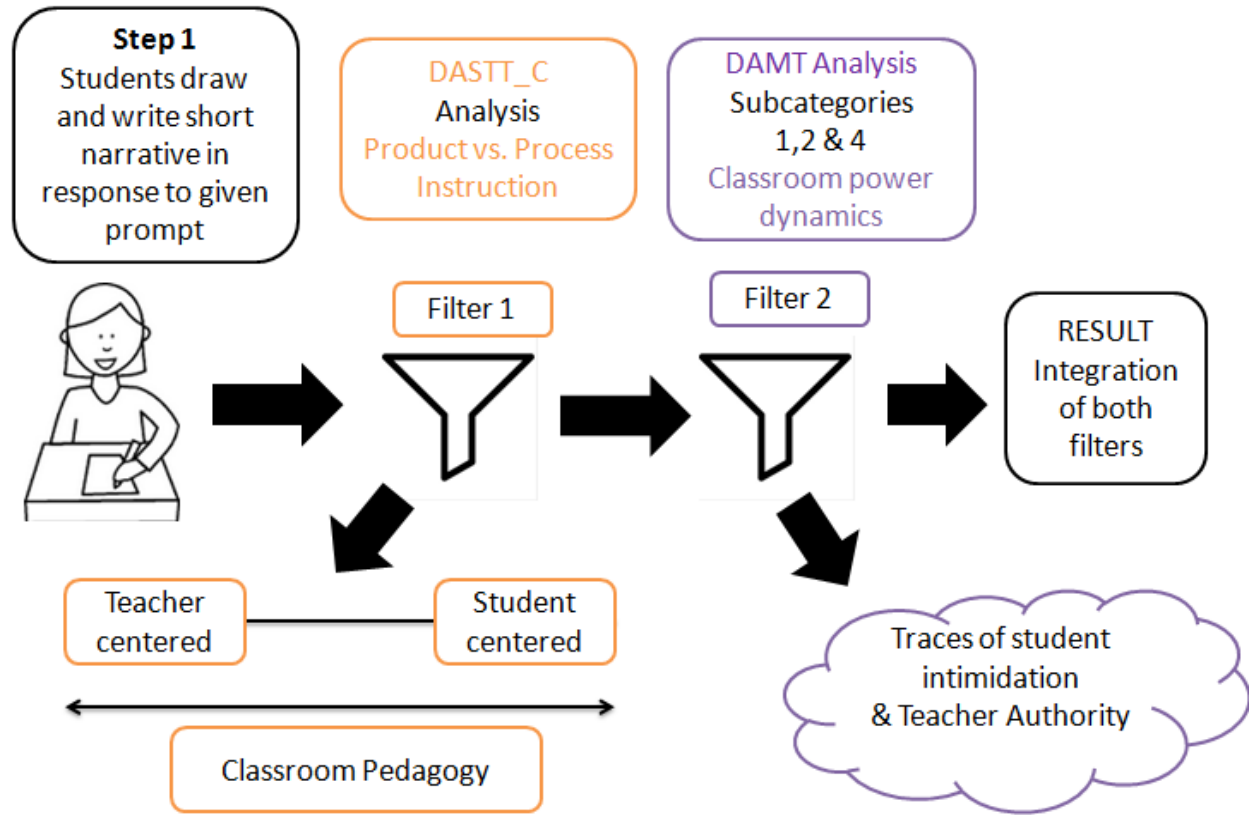 Step 1
Students draw
and write short
narrative in
response to given
prompt
DASTT_C
Analysis
Product vs. Process
Instruction
DAMT Analysis
Subcategories
1,2 & 4
Classroom power
dynamics
Filter 1
Filter 2
RESULT
Integration
of both
filters
Teacher
centered
Student
centered
Classroom Pedagogy
Traces of student
intimidation
& Teacher Authority